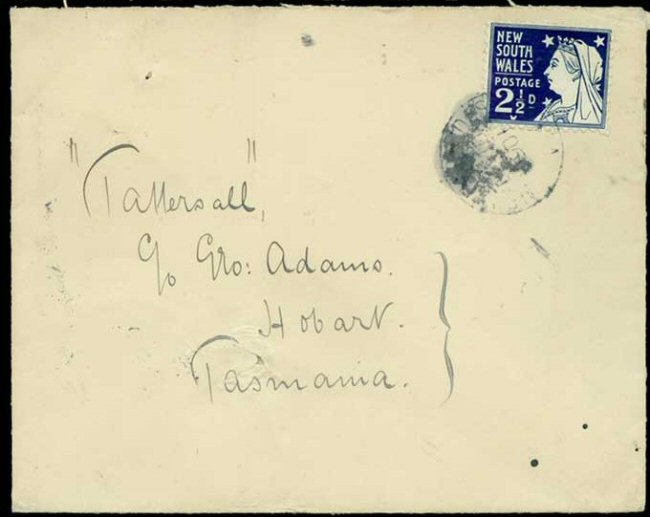 NEW
SOUTH
WALES
POSTAGE
2½D
"Tattersall",
c/o Geo: Adams.
Hobart.
Tasmania.